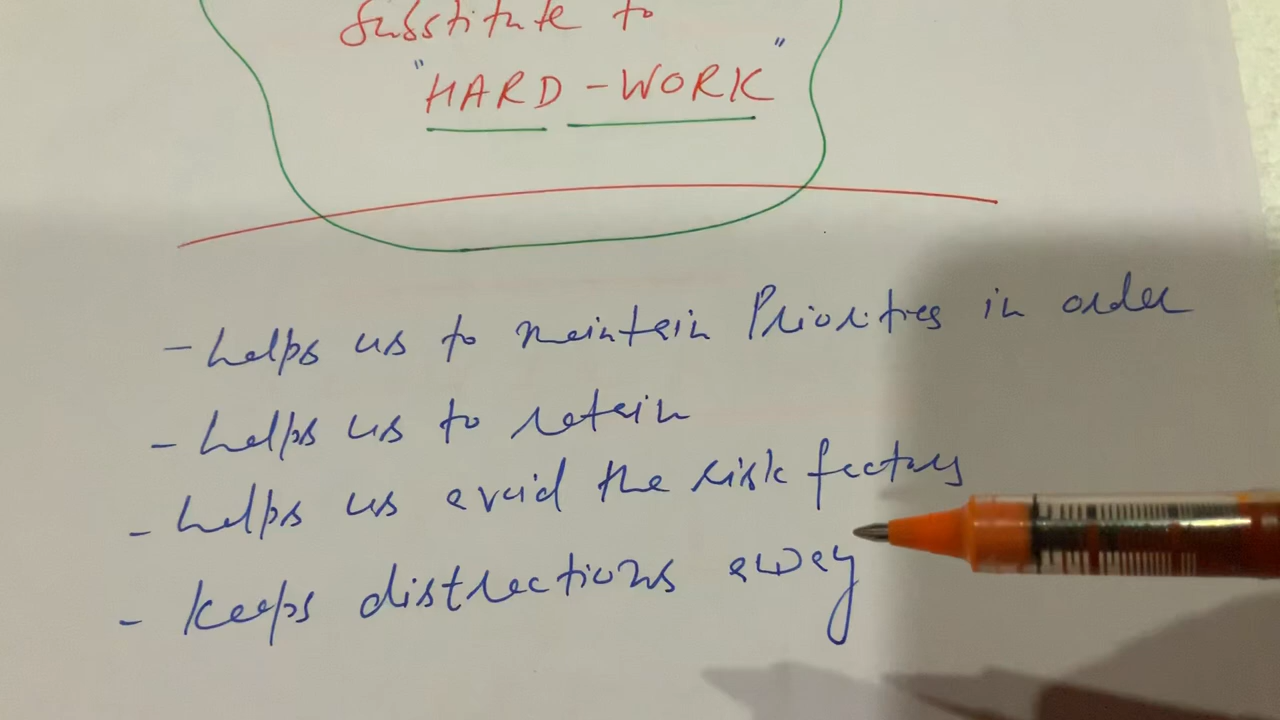 Substitute to
"HARD-WORK"
- helps us to maintain Priorities in order
- helps us to retain
- helps us avoid the risk factors
- keeps distractions away